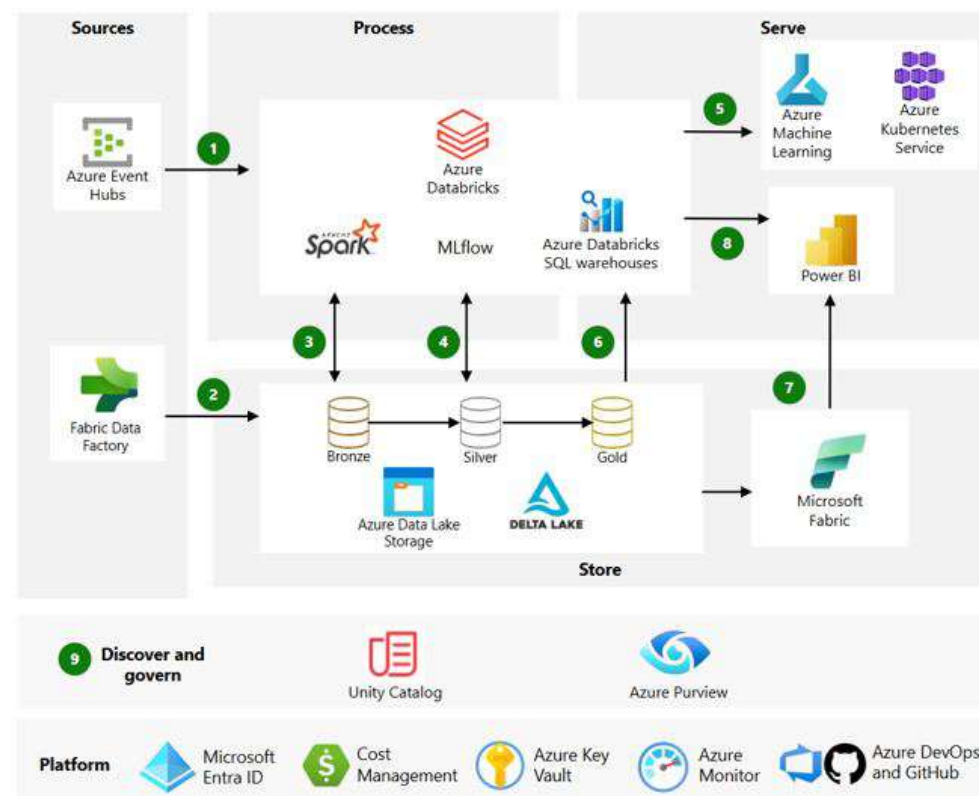 Sources
Process
Serve
Azure Event
Hubs
1
Azure
Databricks
APACHE
Spark
MLflow
Azure Databricks
SQL warehouses
5
Azure
Machine
Learning
Azure
Kubernetes
Service
8
Power BI
3
4
6
7
Fabric Data
Factory
2
Bronze
Silver
Gold
Azure Data Lake
Storage
DELTA LAKE
Microsoft
Fabric
Store
9
Discover and
govern
Unity Catalog
Azure Purview
Platform
Microsoft
Entra ID
$
Cost
Management
Azure Key
Vault
Azure
Monitor
Azure DevOps
and GitHub